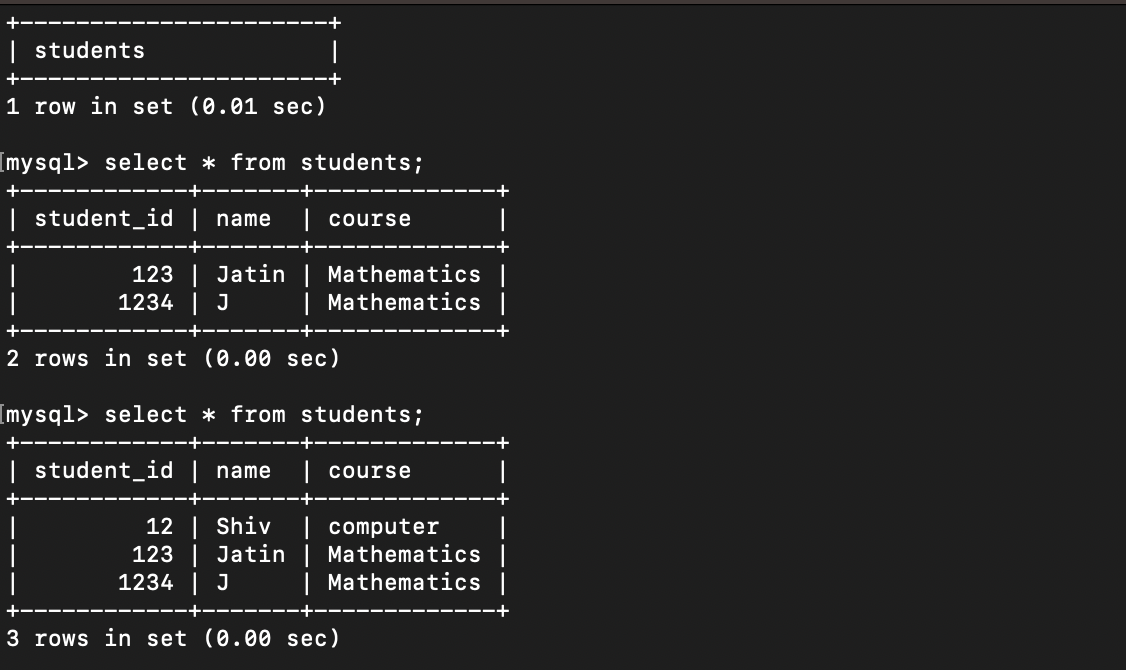 +----------------------+
| students             |
+----------------------+
1 row in set (0.01 sec)
[mysql> select * from students;
+------------+-------+-------------+
| student_id | name  | course      |
+------------+-------+-------------+
|        123 | Jatin | Mathematics |
|       1234 | J     | Mathematics |
+------------+-------+-------------+
2 rows in set (0.00 sec)
[mysql> select * from students;
+------------+-------+-------------+
| student_id | name  | course      |
+------------+-------+-------------+
|         12 | Shiv  | computer    |
|        123 | Jatin | Mathematics |
|       1234 | J     | Mathematics |
+------------+-------+-------------+
3 rows in set (0.00 sec)